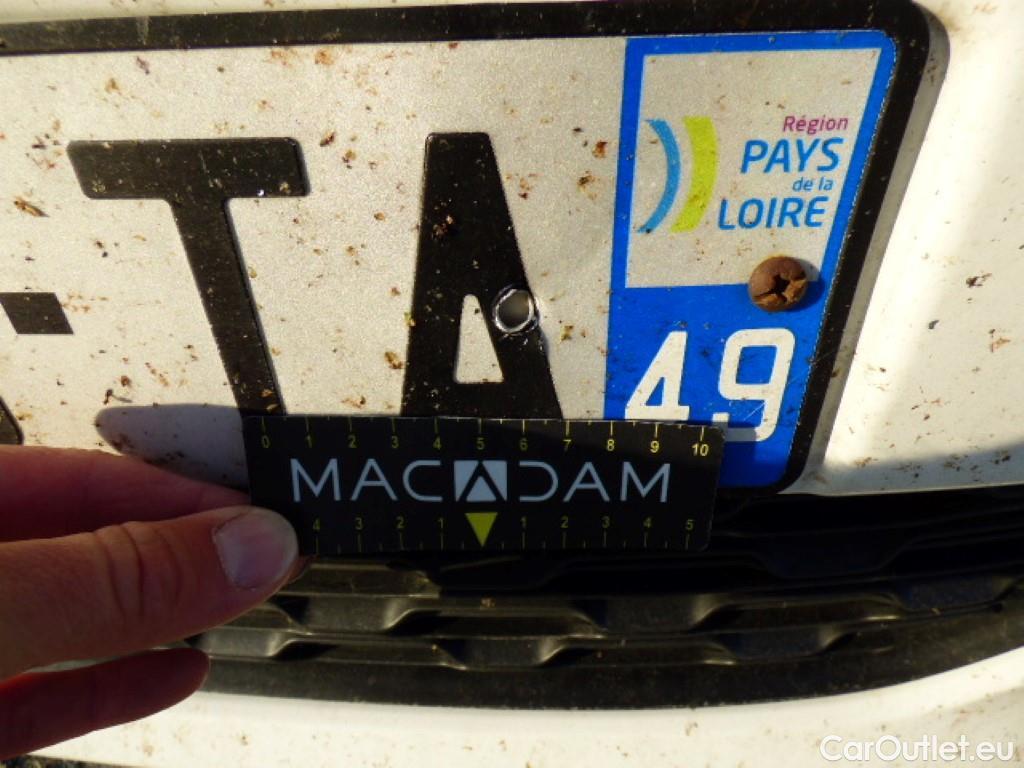 -TA
Région
PAYS
de la
LOIRE
49
0 1 2 3 4 5 6 7 8 9 10
MACADAM
4 3 2 1 1 2 3 4 5
CarOutlet.eu